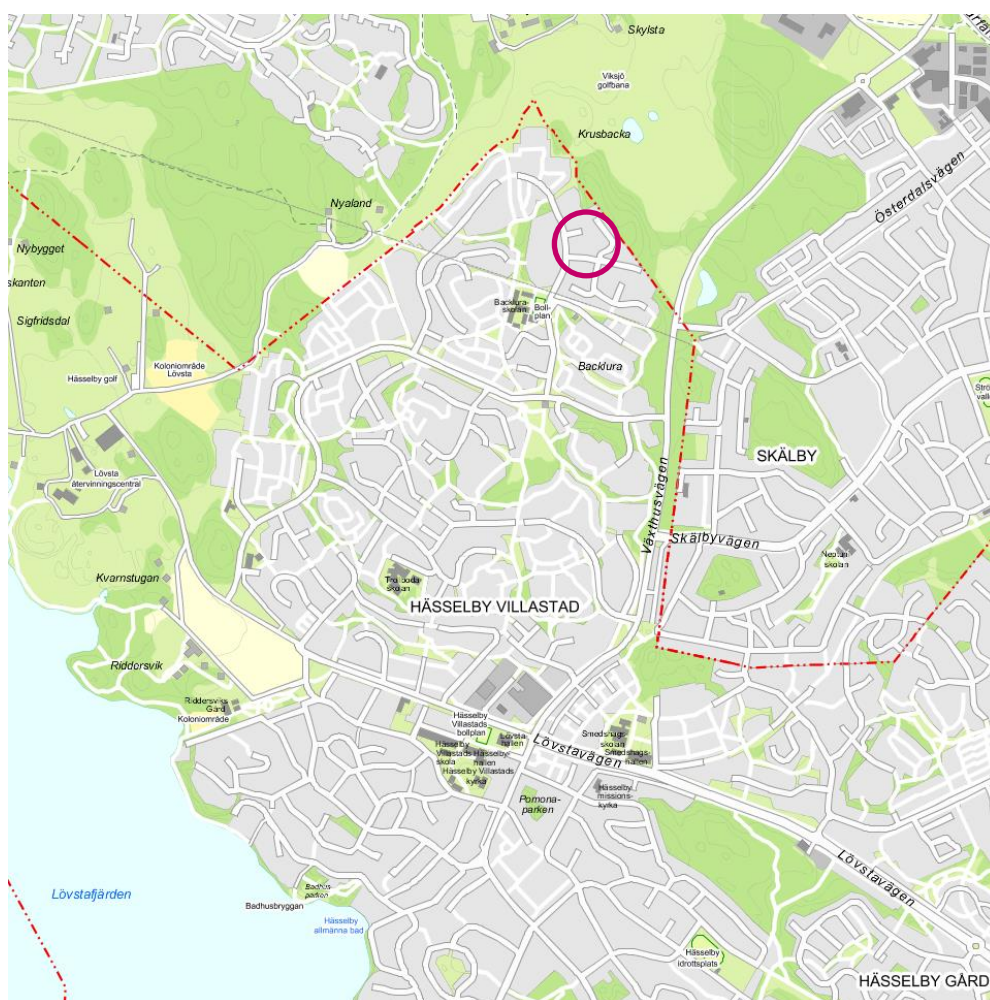 Skylsta
Viksjö
golfbana
Krusbacka
Österdalsvägen
Nyaland
Nybygget
skanten
Sigfridsdal
Backlura-
skolan
Boll-
plan
Backlura
Koloniområde
Lövsta
Hässelby golf
Lövsta
återvinningscentral
SKÄLBY
Växthusvägen
Skälbyvägen
Kvarnstugan
HÄSSELBY VILLASTAD
Riddersvik
Riddersviks
Gård
Koloniområde
Hässelby
Villastads
bollplan
Lövsta-
hallen
Hässelby
Villastads
skola
Hässelby-
hallen
Hässelby Villastads
kyrka
Lövstavägen
Smedshags-
skolan
Smedshags-
hallen
Hässelby
missions-
kyrka
Pomona-
parken
Lövstavägen
Lövstafjärden
Badhus-
parken
Badhusbryggan
Hässelby
allmänna bad
Hässelby
Idrottsplats
HÄSSELBY GÅRD